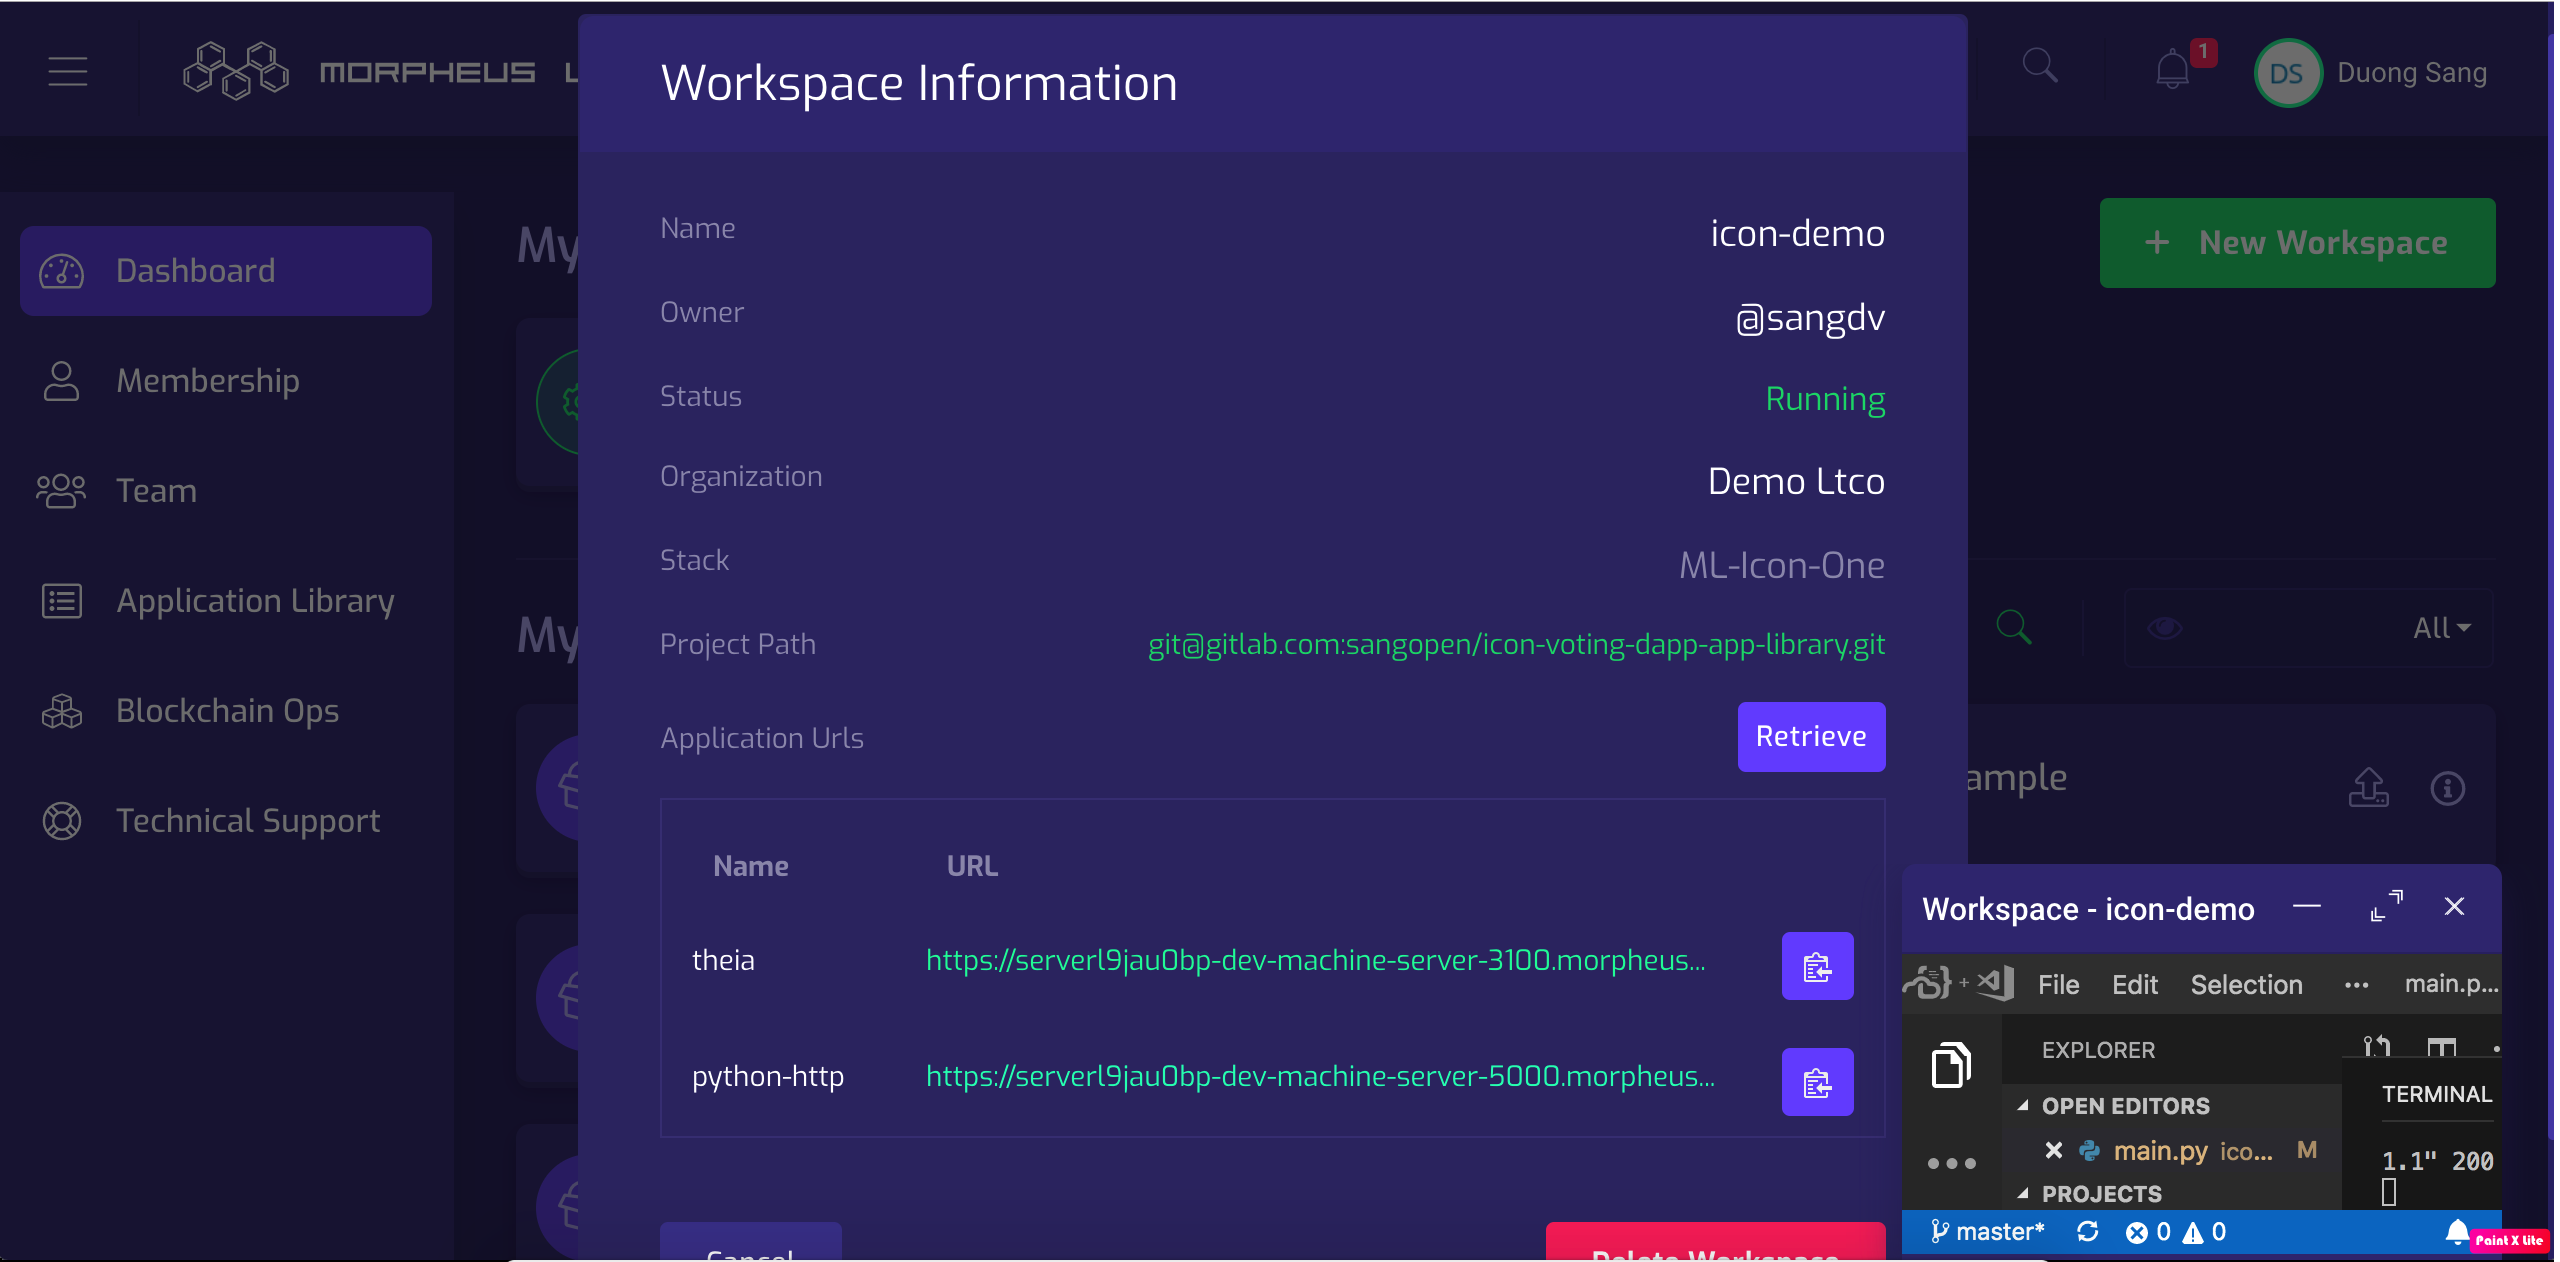 MORPHEUS
Workspace Information
1
DS
Duong Sang
Dashboard
Membership
Team
Application Library
Blockchain Ops
Technical Support
My
My
+ New Workspace
All
ample
Name
icon-demo
Owner
@sangdv
Status
Running
Organization
Demo Ltco
Stack
ML-Icon-One
Project Path
git@gitlab.com:sangopen/icon-voting-dapp-app-library.git
Application Urls
Retrieve
Name URL
theia https://serverl9jau0bp-dev-machine-server-3100.morpheus...
python-http https://serverl9jau0bp-dev-machine-server-5000.morpheus...
Cancel
Delete Workspace
Workspace - icon-demo
File Edit Selection ... main.p...
EXPLORER
OPEN EDITORS
main.py ico... M
PROJECTS
TERMINAL
1.1" 200
master* 0 0
Paint X Lite